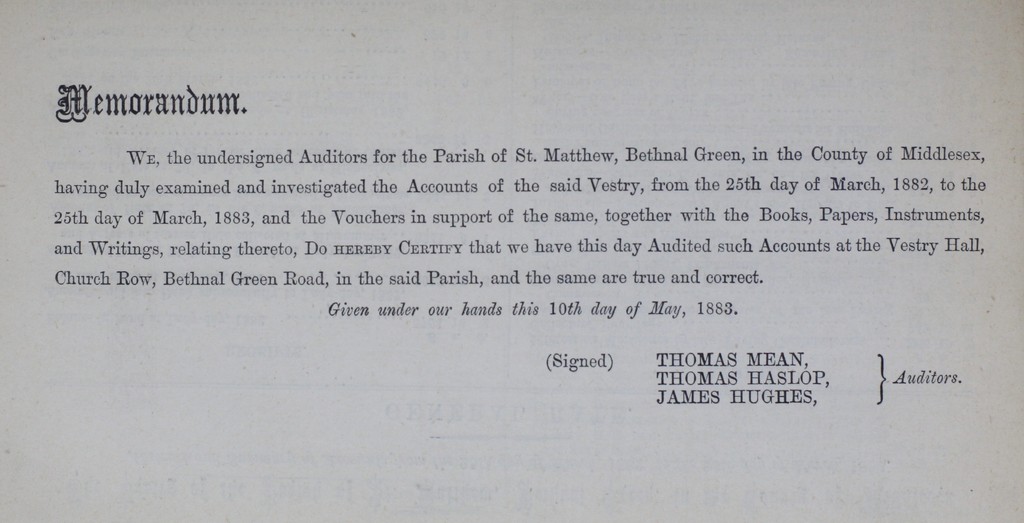 Memorandum.
WE, the undersigned Auditors for the Parish of St. Matthew, Bethnal Green, in the County of Middlesex,
having duly examined and investigated the Accounts of the said Vestry, from the 25th day of March, 1882, to the
25th day of March, 1883, and the Vouchers in support of the same, together with the Books, Papers, Instruments,
and Writings, relating thereto, DO HEREBY CERTIFY that we have this day Audited such Accounts at the Vestry Hall,
Church Row, Bethnal Green Road, in the said Parish, and the same are true and correct.
Given under our hands this 10th day of May, 1883.
(Signed) THOMAS MEAN,
THOMAS HASLOP, } Auditors.
JAMES HUGHES,